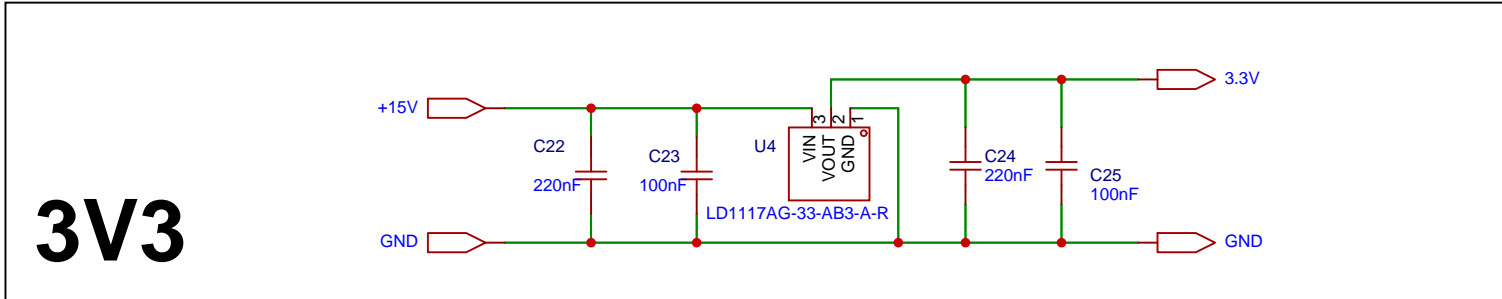 3V3
+15V
GND
C22
220nF
C23
100nF
U4
3
2
1
VIN
VOUT
GND
LD1117AG-33-AB3-A-R
C24
220nF
C25
100nF
3.3V
GND